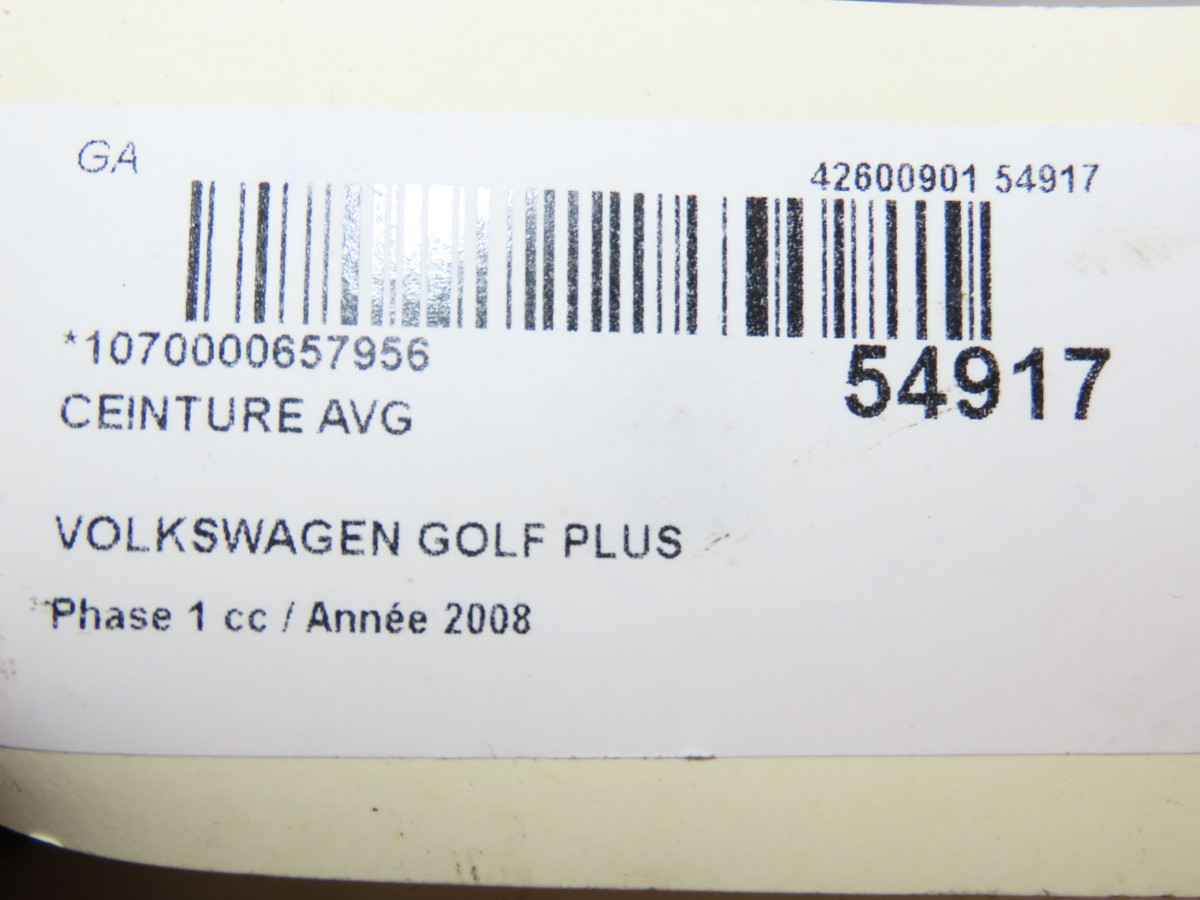 GA
42600901 54917
*1070000657956
54917
CEINTURE AVG
VOLKSWAGEN GOLF PLUS
Phase 1 cc / Année 2008